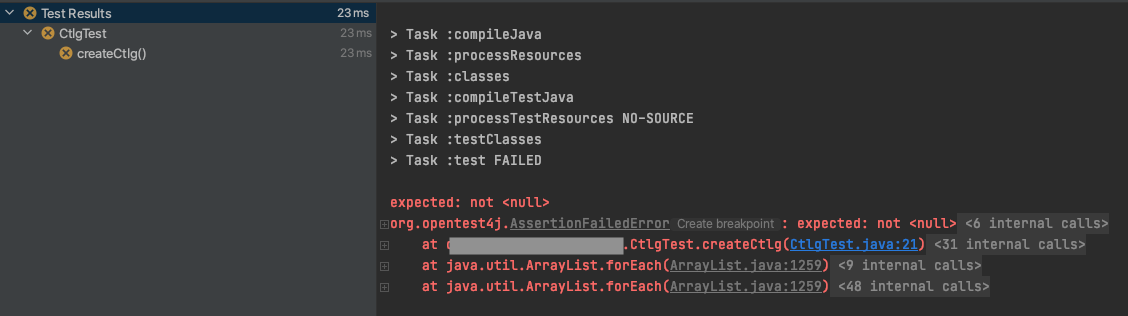 Test Results 23 ms
CtlgTest 23 ms
createCtlg() 23 ms
> Task :compileJava
> Task :processResources
> Task :classes
> Task :compileTestJava
> Task :processTestResources NO-SOURCE
> Task :testClasses
> Task :test FAILED
expected: not <null>
org.opentest4j.AssertionFailedError Create breakpoint : expected: not <null> <6 internal calls>
at .CtlgTest.createCtlg(CtlgTest.java:21) <31 internal calls>
at java.util.ArrayList.forEach(ArrayList.java:1259) <9 internal calls>
at java.util.ArrayList.forEach(ArrayList.java:1259) <48 internal calls>